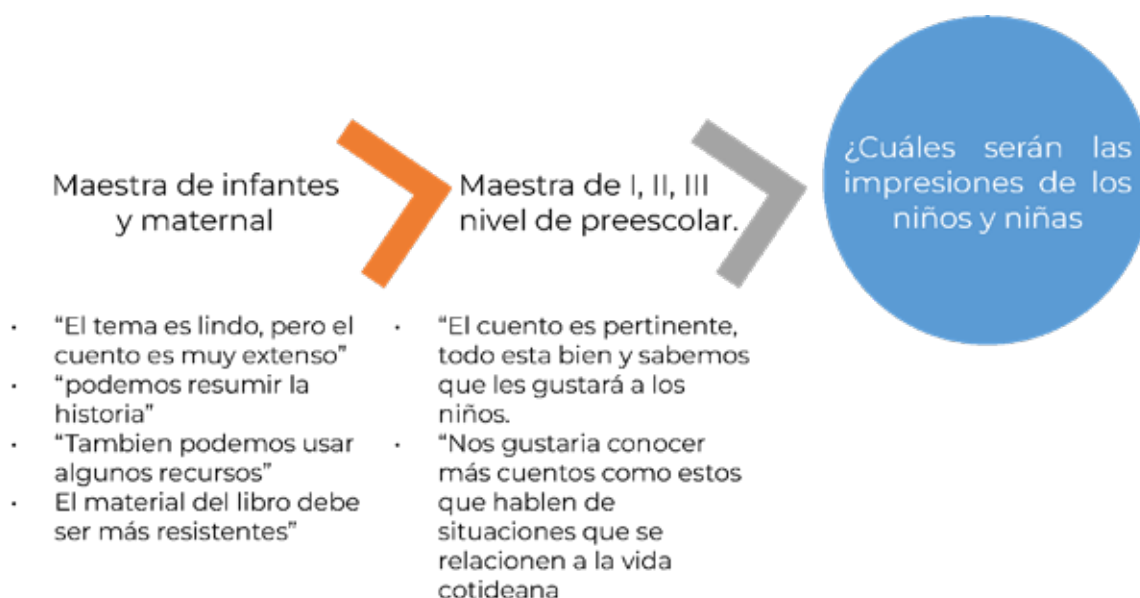 Maestra de infantes
y maternal
Maestra de I, II, III
nivel de preescolar.
¿Cuáles serán las
impresiones de los
niños y niñas
· “El tema es lindo, pero el
cuento es muy extenso”
· “podemos resumir la
historia”
· “Tambien podemos usar
algunos recursos”
· El material del libro debe
ser más resistentes”
· “El cuento es pertinente,
todo esta bien y sabemos
que les gustará a los
niños.
· “Nos gustaria conocer
más cuentos como estos
que hablen de
situaciones que se
relacionen a la vida
cotideana